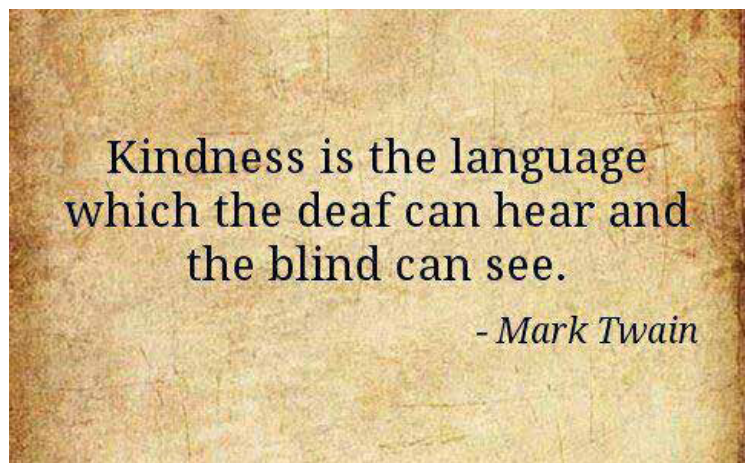 Kindness is the language
which the deaf can hear and
the blind can see.
- Mark Twain